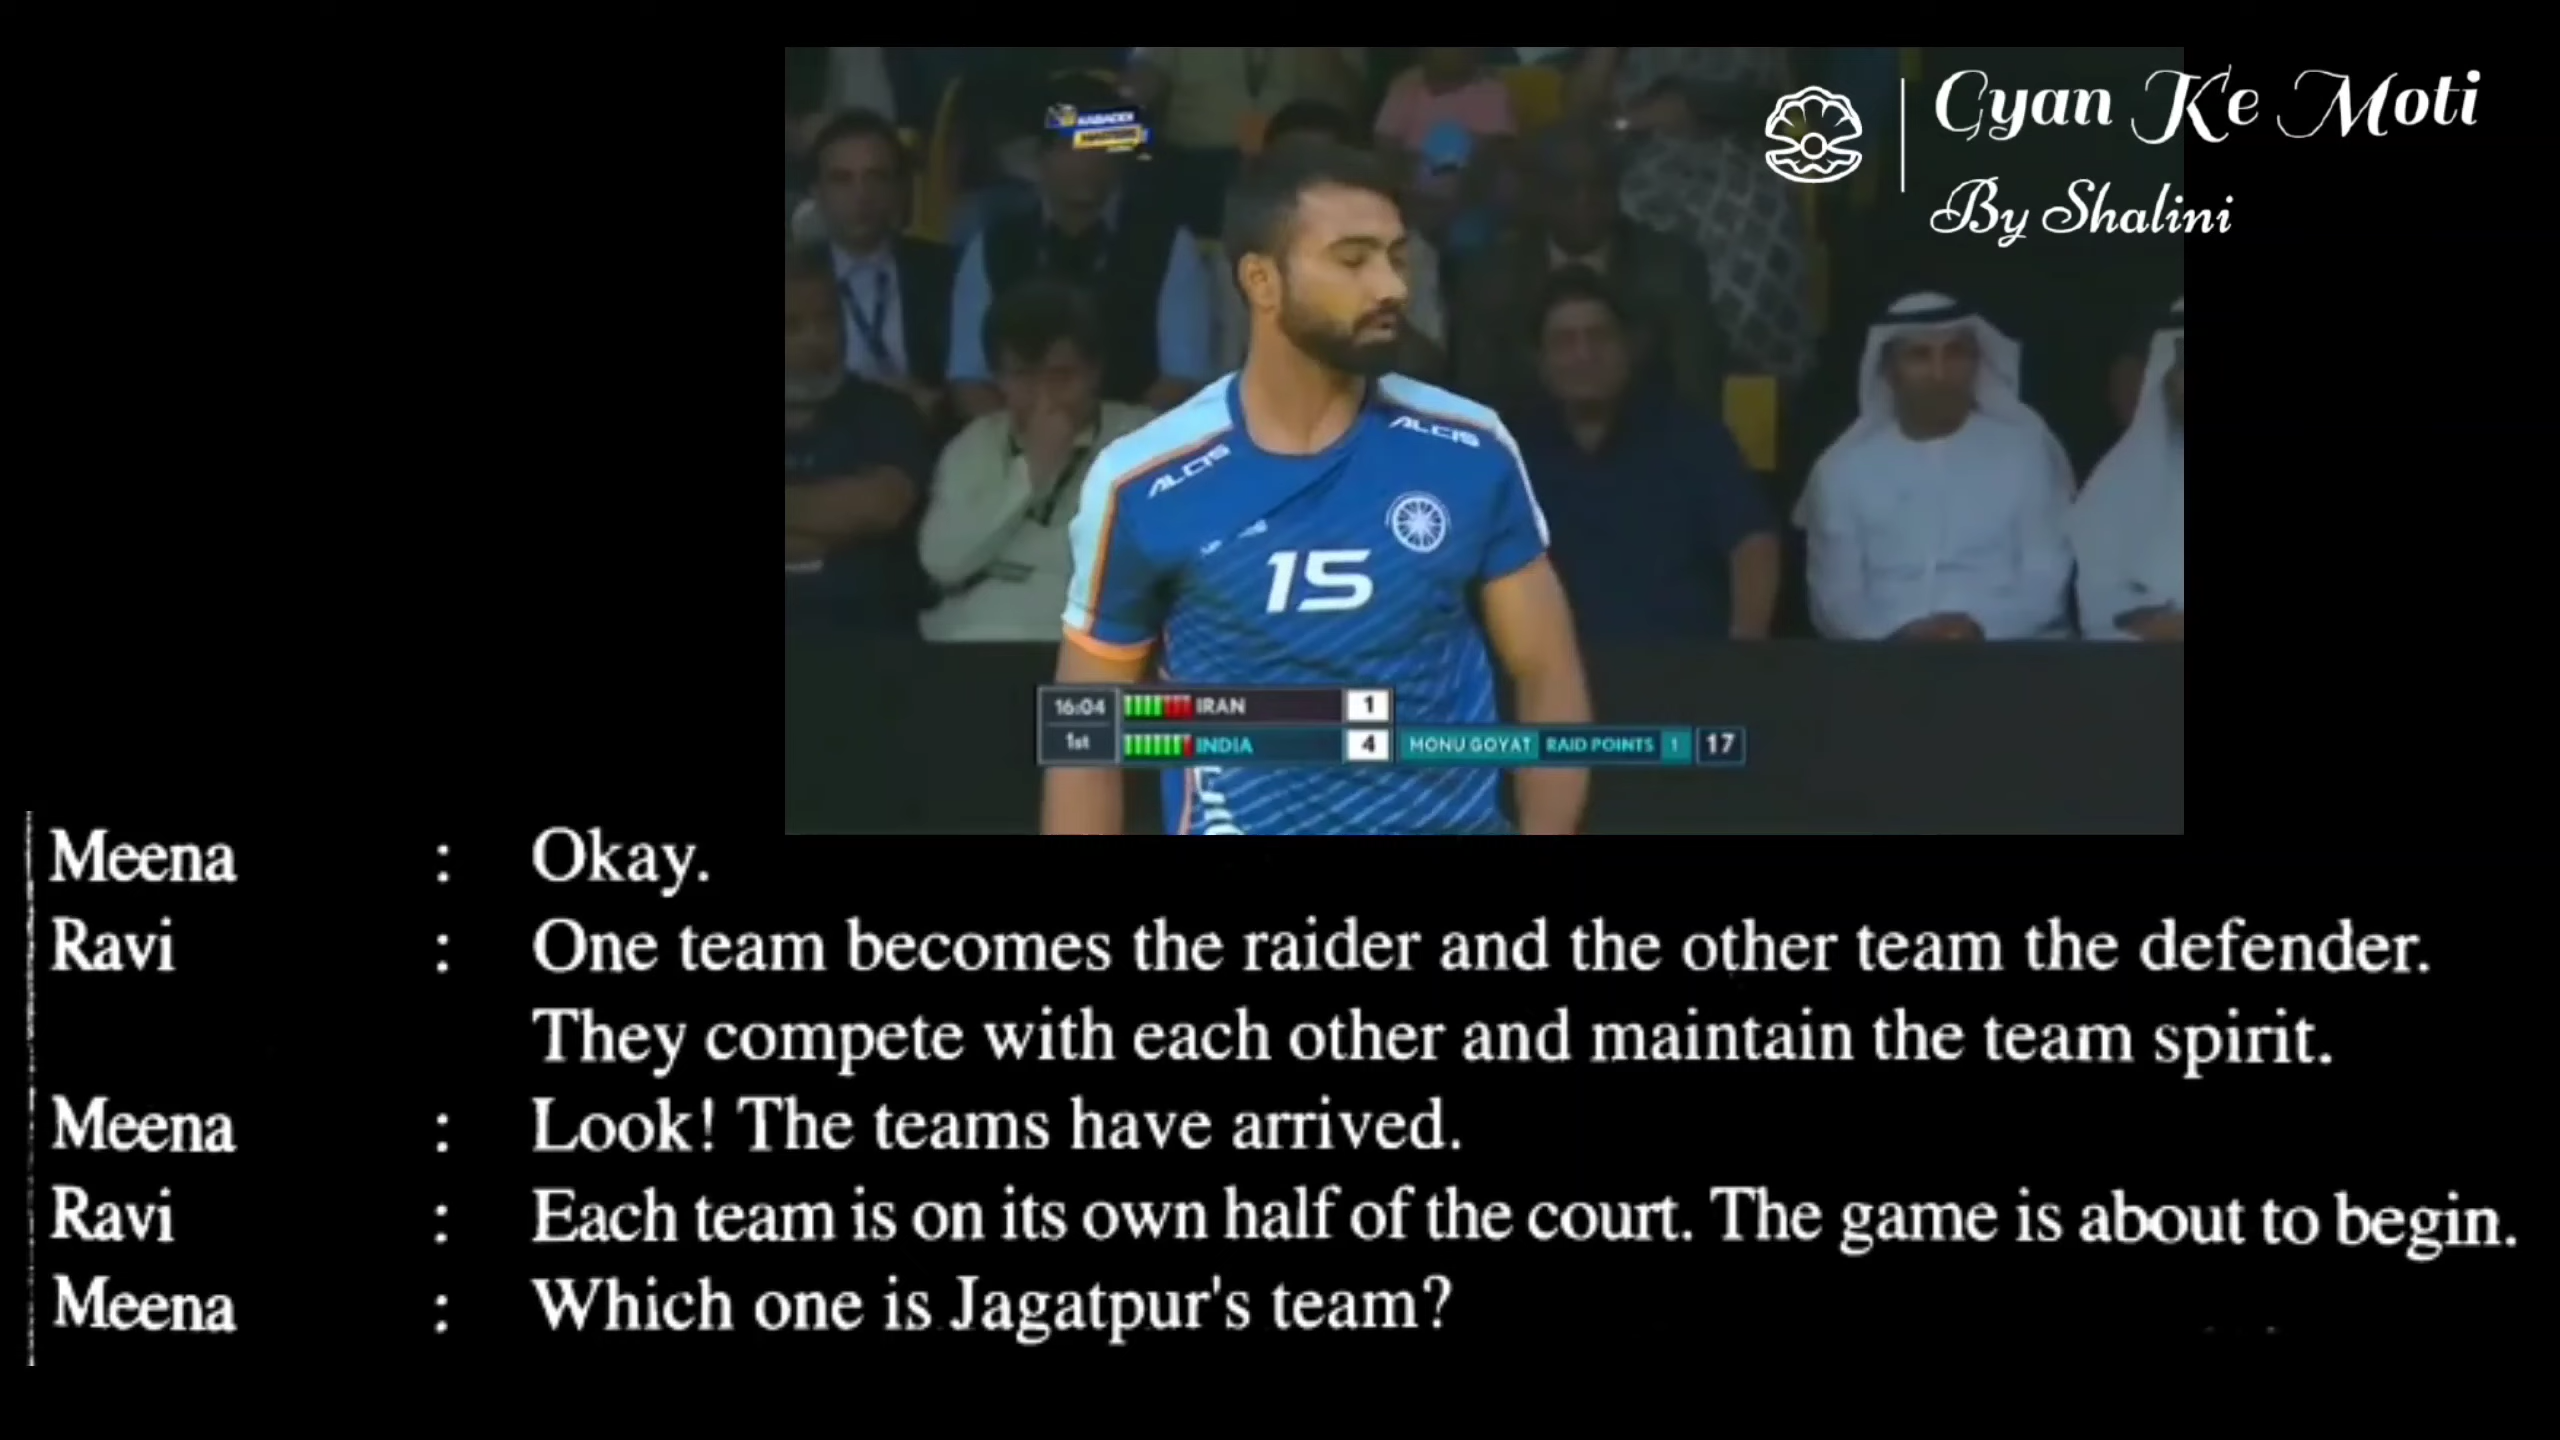 Gyan Ke Moti
By Shalini
KABADDI
MASTERS
ALCIS
ALCIS
15
16:04 IRAN 1
1st INDIA 4 MONU GOYAT RAID POINTS 1 17
Meena : Okay.
Ravi : One team becomes the raider and the other team the defender.
They compete with each other and maintain the team spirit.
Meena : Look! The teams have arrived.
Ravi : Each team is on its own half of the court. The game is about to begin.
Meena : Which one is Jagatpur's team?